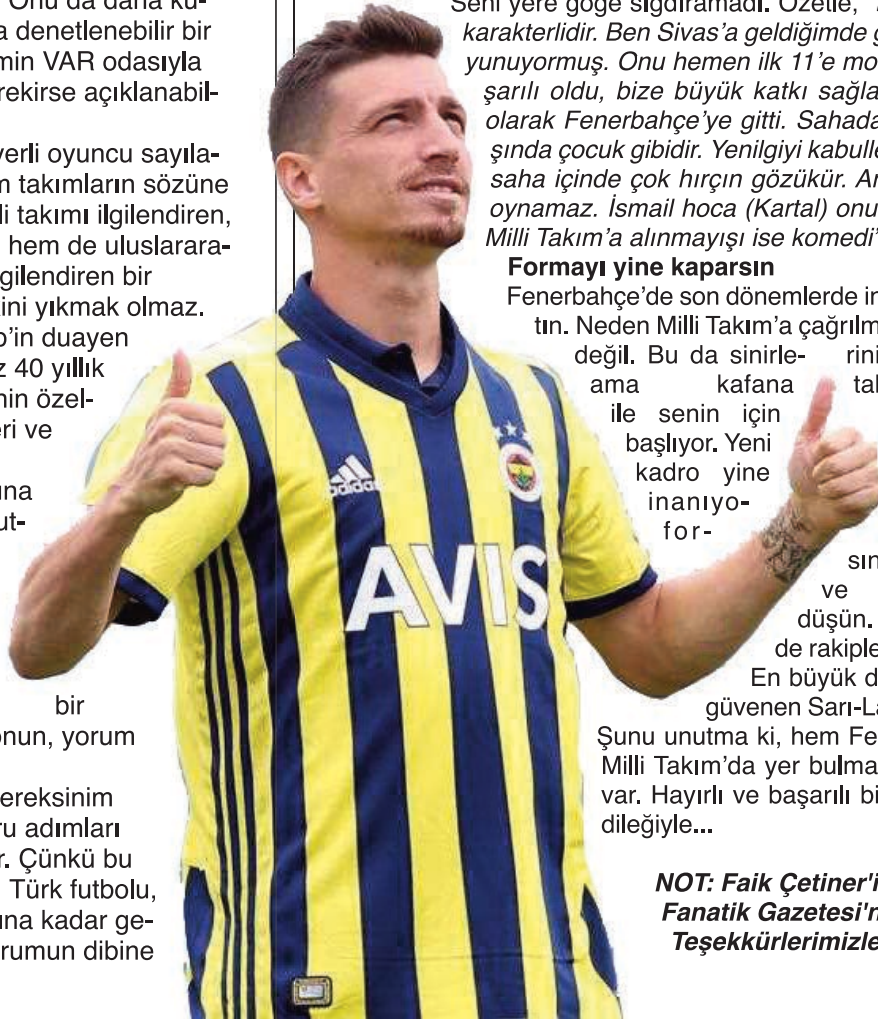 Onu da daha ku-
a denetlenebilir bir
min VAR odasıyla
rekirse açıklanabil-
yerli oyuncu sayıla-
m takımların sözüne
li takımı ilgilendiren,
hem de uluslarara-
gilendiren bir
ini yıkmak olmaz.
o'in duayen
z 40 yıllık
nin özel-
eri ve
una
ut-
bir
onun, yorum
ereksinim
ru adımları
r. Çünkü bu
Türk futbolu,
una kadar ge-
rumun dibine
Seni yere göğe sığdıramadı. Özetle,
karakterlidir. Ben Sivas'a geldiğimde g
yunuyormuş. Onu hemen ilk 11'e mo
şarılı oldu, bize büyük katkı sağla
olarak Fenerbahçe'ye gitti. Sahada
şında çocuk gibidir. Yenilgiyi kabulle
saha içinde çok hırçın gözükür. Ar
oynamaz. İsmail hoca (Kartal) onu
Milli Takım'a alınmayışı ise komedi"
Formayı yine kaparsın
Fenerbahçe'de son dönemlerde in
tın. Neden Milli Takım'a çağrılm
değil. Bu da sinirle- rini
ama kafana tak
ile senin için
başlıyor. Yeni
kadro yine
inanıyo-
for-
sın
ve
düşün.
de rakiple
En büyük d
güvenen Sarı-La
Şunu unutma ki, hem Fe
Milli Takım'da yer bulma
var. Hayırlı ve başarılı bi
dileğiyle...
NOT: Faik Çetiner'i
Fanatik Gazetesi'n
Teşekkürlerimizle
adidas
AVIS